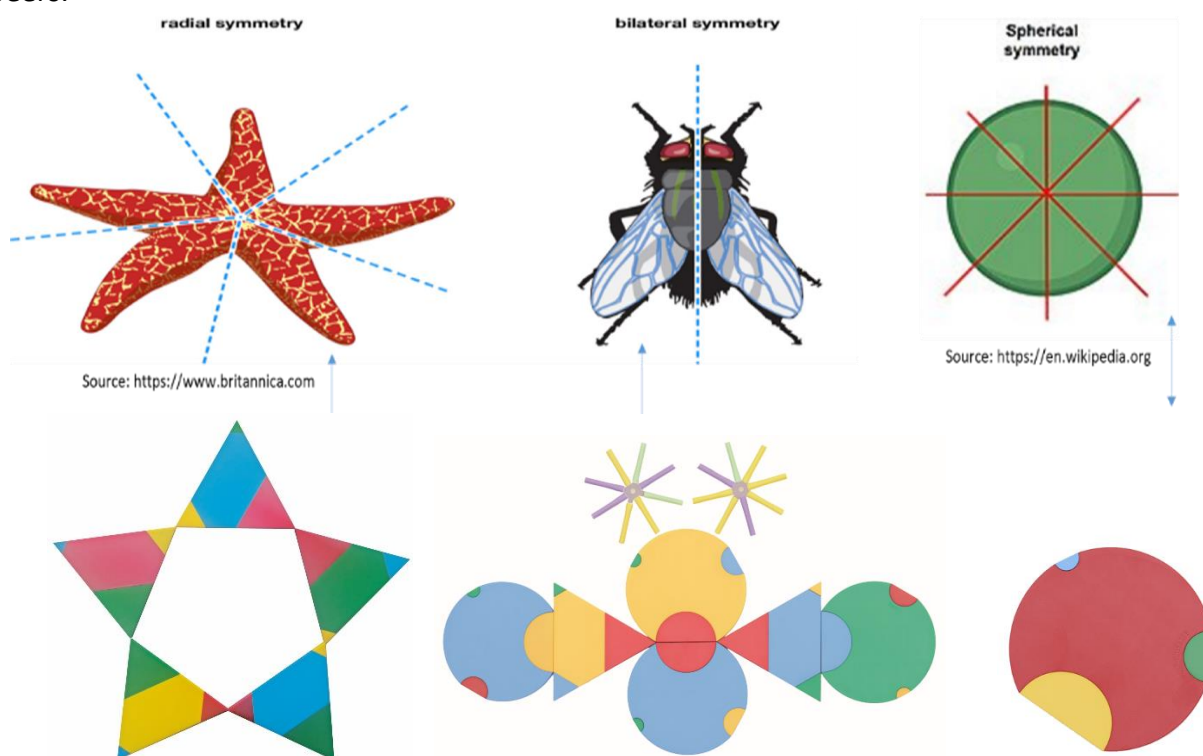 radial symmetry
bilateral symmetry
Spherical
symmetry
Source: https://www.britannica.com
Source: https://en.wikipedia.org